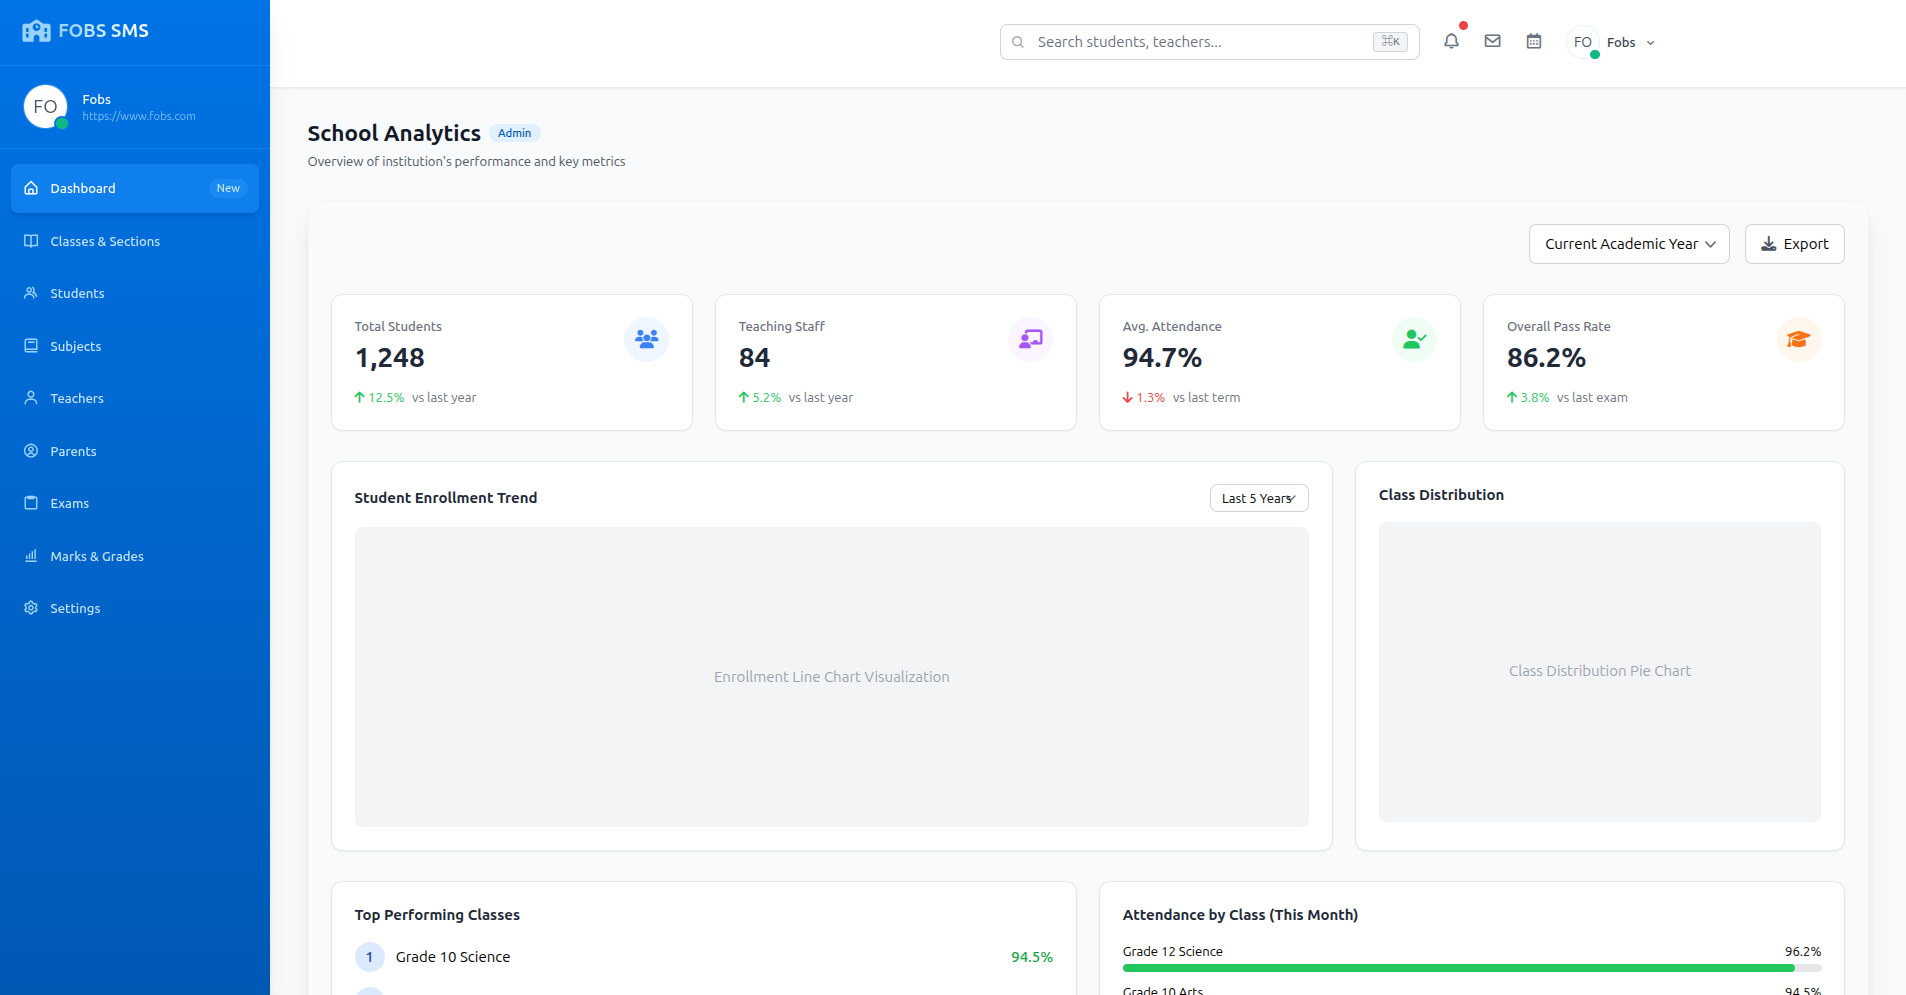 FOBS SMS
Search students, teachers...
⌘K
FO
Fobs
FO
Fobs
https://www.fobs.com
Dashboard
New
Classes & Sections
Students
Subjects
Teachers
Parents
Exams
Marks & Grades
Settings
School Analytics
Admin
Overview of institution's performance and key metrics
Current Academic Year
Export
Total Students
1,248
12.5% vs last year
Teaching Staff
84
5.2% vs last year
Avg. Attendance
94.7%
1.3% vs last term
Overall Pass Rate
86.2%
3.8% vs last exam
Student Enrollment Trend
Last 5 Years
Enrollment Line Chart Visualization
Class Distribution
Class Distribution Pie Chart
Top Performing Classes
1 Grade 10 Science 94.5%
Attendance by Class (This Month)
Grade 12 Science 96.2%
Grade 10 Arts 94.5%